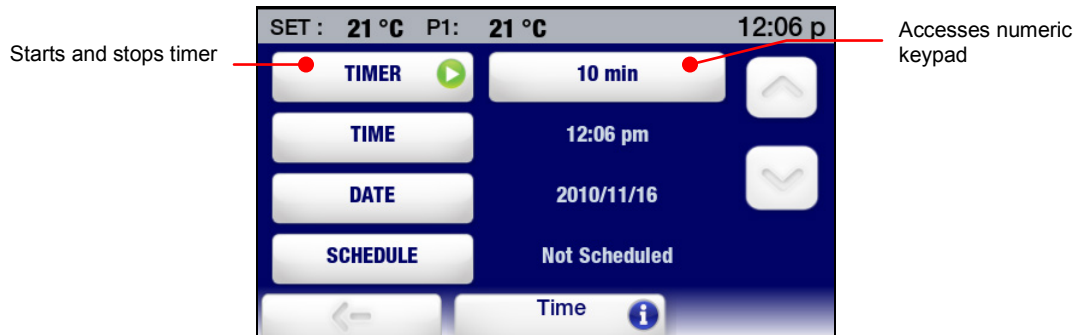 SET : 21 °C P1: 21 °C 12:06 p
Starts and stops timer
Accesses numeric
keypad
TIMER 10 min
TIME 12:06 pm
DATE 2010/11/16
SCHEDULE Not Scheduled
Time i